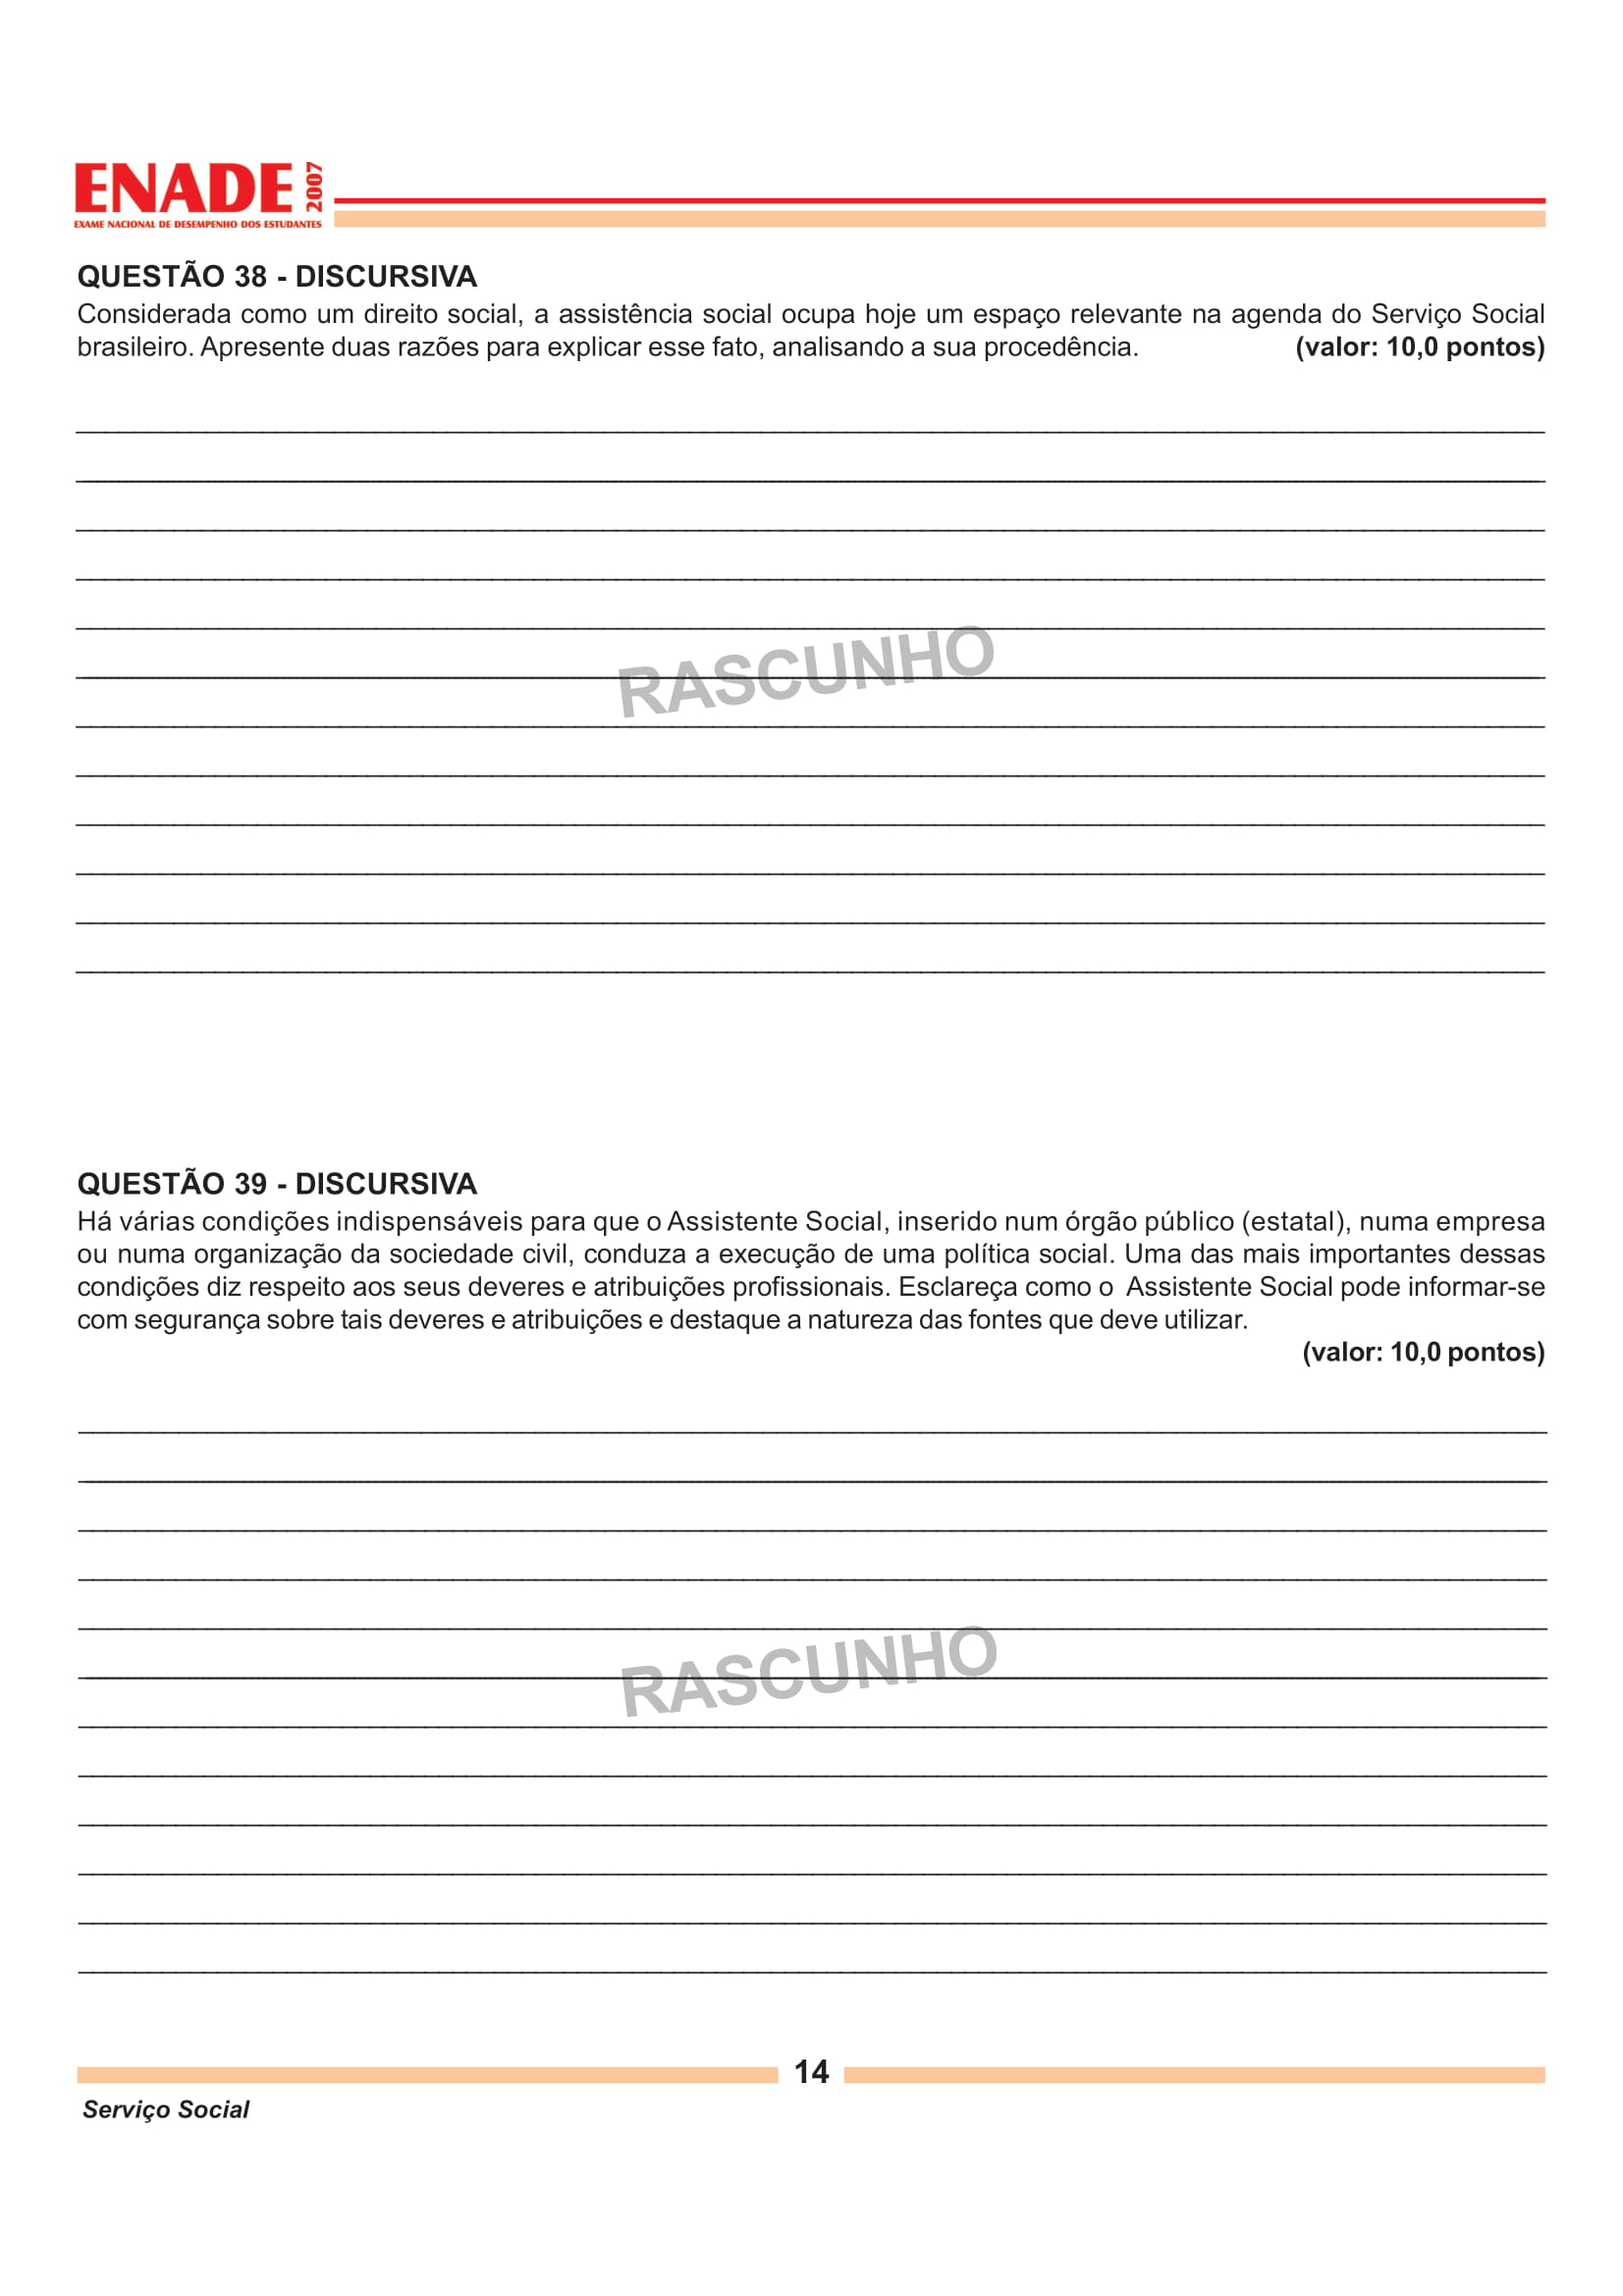 ENADE 2007
EXAME NACIONAL DE DESEMPENHO DOS ESTUDANTES
QUESTÃO 38 - DISCURSIVA
Considerada como um direito social, a assistência social ocupa hoje um espaço relevante na agenda do Serviço Social
brasileiro. Apresente duas razões para explicar esse fato, analisando a sua procedência. (valor: 10,0 pontos)
RASCUNHO
QUESTÃO 39 - DISCURSIVA
Há várias condições indispensáveis para que o Assistente Social, inserido num órgão público (estatal), numa empresa
ou numa organização da sociedade civil, conduza a execução de uma política social. Uma das mais importantes dessas
condições diz respeito aos seus deveres e atribuições profissionais. Esclareça como o Assistente Social pode informar-se
com segurança sobre tais deveres e atribuições e destaque a natureza das fontes que deve utilizar.
(valor: 10,0 pontos)
RASCUNHO
14
Serviço Social